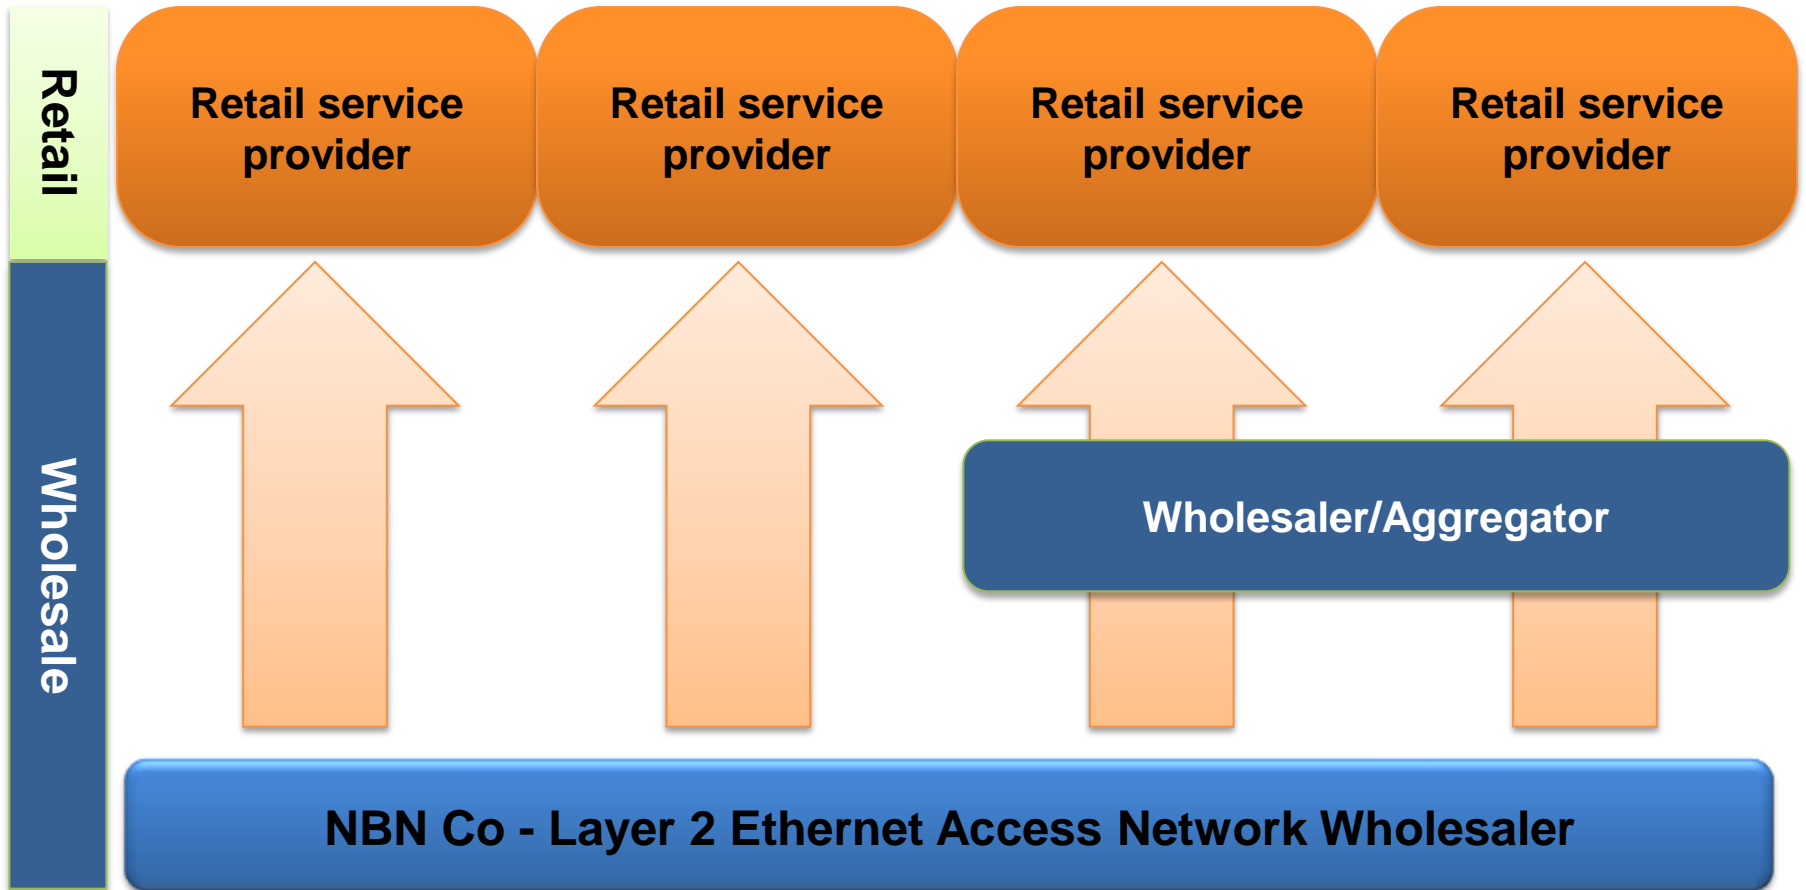 Retail
Retail service
provider
Retail service
provider
Retail service
provider
Retail service
provider
Wholesale
Wholesaler/Aggregator
NBN Co - Layer 2 Ethernet Access Network Wholesaler